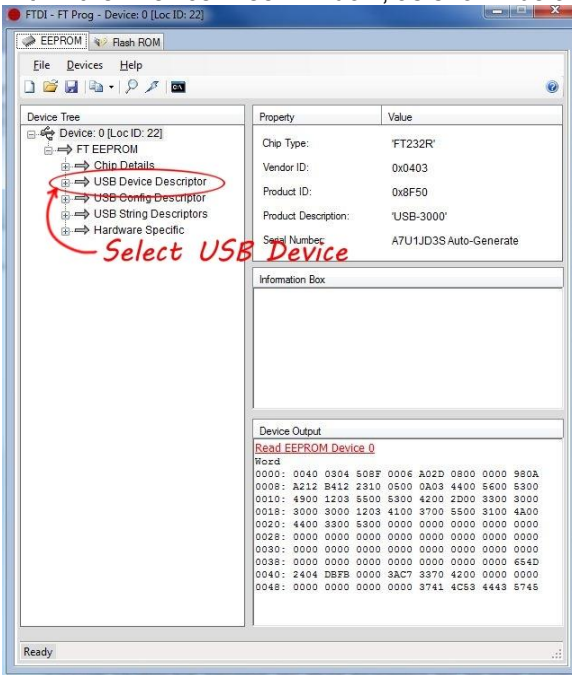 FTDI - FT Prog - Device: 0 [Loc ID: 22]
EEPROM Flash ROM
File Devices Help
Device Tree
Device: 0 [Loc ID: 22]
FT EEPROM
Chip Details
USB Device Descriptor
USB Config Descriptor
USB String Descriptors
Hardware Specific
Select USB Device
Property Value
Chip Type: 'FT232R'
Vendor ID: 0x0403
Product ID: 0x8F50
Product Description: 'USB-3000'
Serial Number: A7U1JD3S Auto-Generate
Information Box
Device Output
Read EEPROM Device 0
Word
0000: 0040 0304 508F 0006 A02D 0800 0000 980A
0008: A212 B412 2310 0500 0A03 4400 5600 5300
0010: 4900 1203 5500 5300 4200 2D00 3300 3000
0018: 3000 3000 1203 4100 3700 5500 3100 4A00
0020: 4400 3300 5300 0000 0000 0000 0000 0000
0028: 0000 0000 0000 0000 0000 0000 0000 0000
0030: 0000 0000 0000 0000 0000 0000 0000 0000
0038: 0000 0000 0000 0000 0000 0000 0000 654D
0040: 2404 DBFB 0000 3AC7 3370 4200 0000 0000
0048: 0000 0000 0000 0000 3741 4C53 4443 5745
Ready